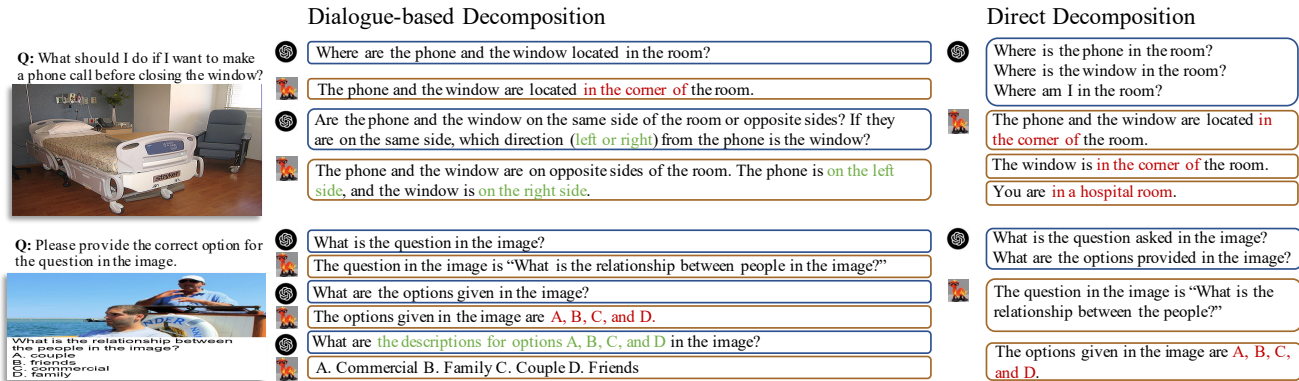 Dialogue-based Decomposition
Direct Decomposition
Q: What should I do if I want to make
a phone call before closing the window?
Where are the phone and the window located in the room?
The phone and the window are located in the corner of the room.
Are the phone and the window on the same side of the room or opposite sides? If they
are on the same side, which direction (left or right) from the phone is the window?
The phone and the window are on opposite sides of the room. The phone is on the left
side, and the window is on the right side.
Where is the phone in the room?
Where is the window in the room?
Where am I in the room?
The phone and the window are located in
the corner of the room.
The window is in the corner of the room.
You are in a hospital room.
Q: Please provide the correct option for
the question in the image.
What is the relationship between
the people in the image?
A. couple
B. friends
C. commercial
D. family
What is the question in the image?
The question in the image is “What is the relationship between people in the image?”
What are the options given in the image?
The options given in the image are A, B, C, and D.
What are the descriptions for options A, B, C, and D in the image?
A. Commercial B. Family C. Couple D. Friends
What is the question asked in the image?
What are the options provided in the image?
The question in the image is “What is the
relationship between the people?”
The options given in the image are A, B, C,
and D.